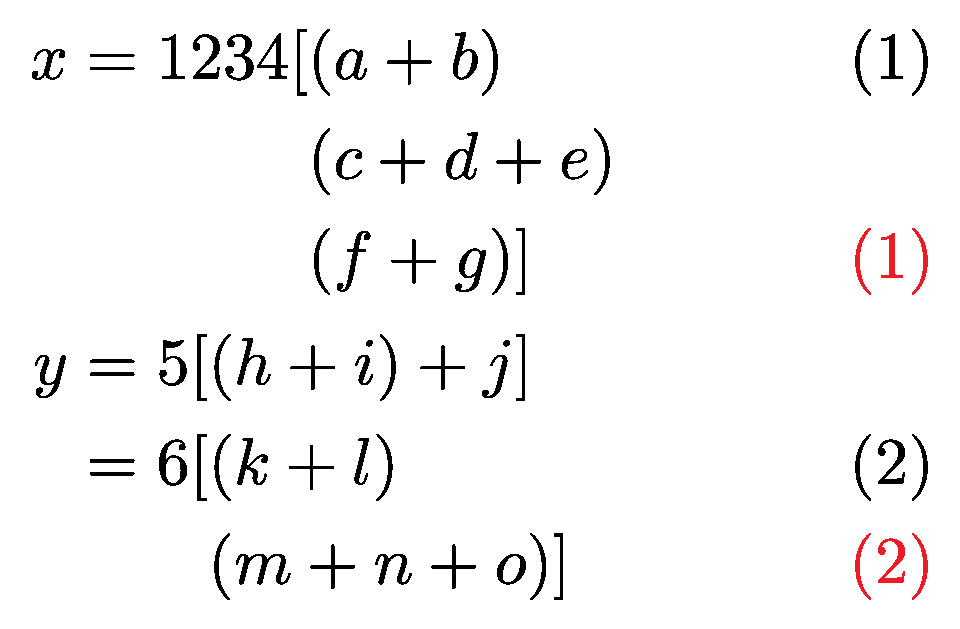 x = 1234[(a + b) (1)
(c + d + e)
(f + g)] (1)
y = 5[(h + i) + j]
= 6[(k + l) (2)
(m + n + o)] (2)